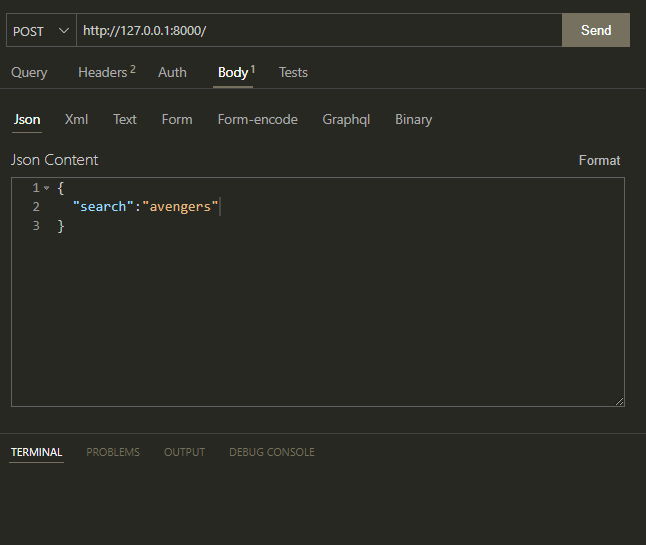 POST http://127.0.0.1:8000/ Send
Query Headers 2 Auth Body 1 Tests
Json Xml Text Form Form-encode Graphql Binary
Json Content Format
1 {
2 "search":"avengers"
3 }
TERMINAL PROBLEMS OUTPUT DEBUG CONSOLE